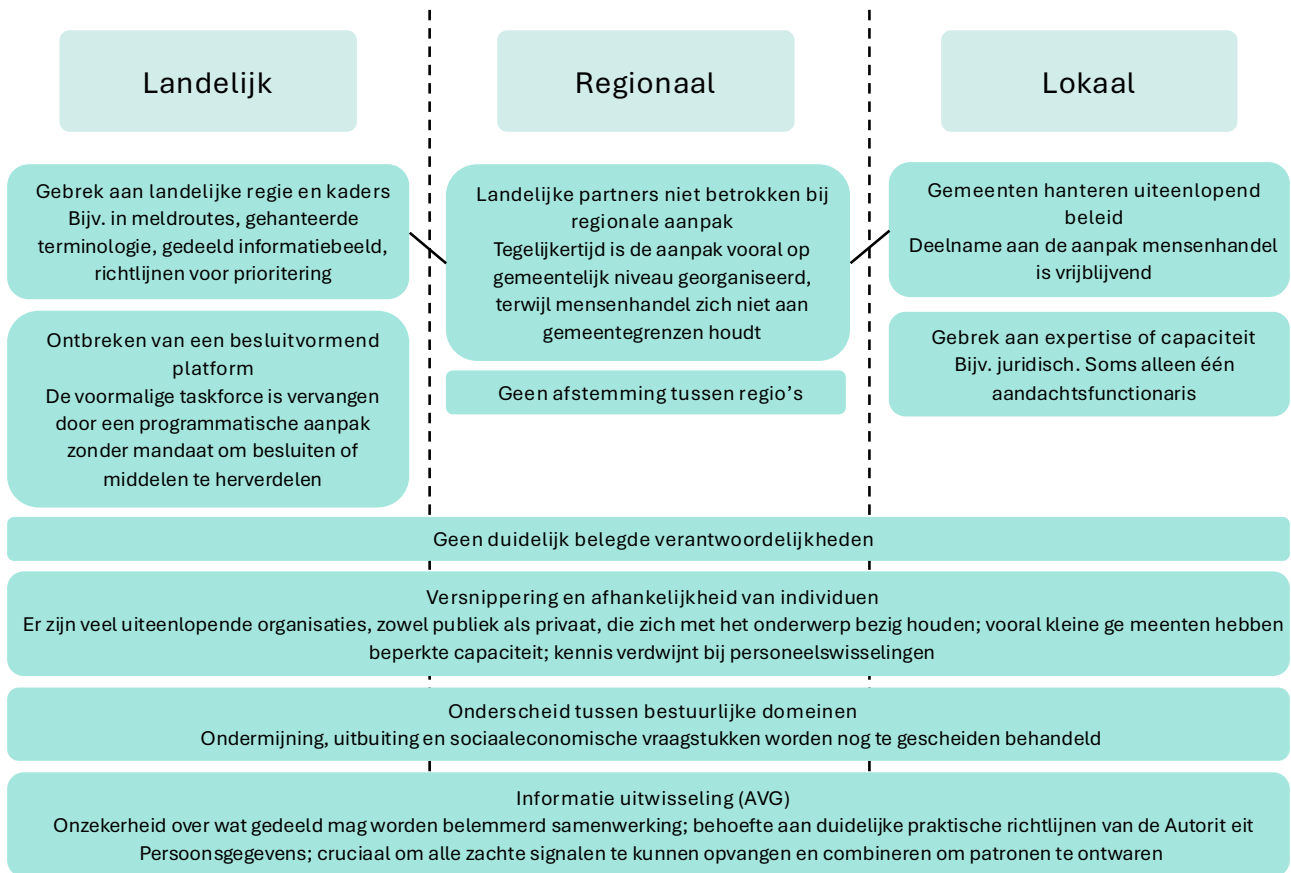 Landelijk
Regionaal
Lokaal
Gebrek aan landelijke regie en kaders
Bijv. in meldroutes, gehanteerde
terminologie, gedeeld informatiebeeld,
richtlijnen voor prioritering
Ontbreken van een besluitvormend
platform
De voormalige taskforce is vervangen
door een programmatische aanpak
zonder mandaat om besluiten of
middelen te herverdelen
Landelijke partners niet betrokken bij
regionale aanpak
Tegelijkertijd is de aanpak vooral op
gemeentelijk niveau georganiseerd,
terwijl mensenhandel zich niet aan
gemeentegrenzen houdt
Geen afstemming tussen regio's
Gemeenten hanteren uiteenlopend
beleid
Deelname aan de aanpak mensenhandel
is vrijblijvend
Gebrek aan expertise of capaciteit
Bijv. juridisch. Soms alleen één
aandachtsfunctionaris
Geen duidelijk belegde verantwoordelijkheden
Versnippering en afhankelijkheid van individuen
Er zijn veel uiteenlopende organisaties, zowel publiek als privaat, die zich met het onderwerp bezig houden; vooral kleine ge meenten hebben
beperkte capaciteit; kennis verdwijnt bij personeelswisselingen
Onderscheid tussen bestuurlijke domeinen
Ondermijning, uitbuiting en sociaaleconomische vraagstukken worden nog te gescheiden behandeld
Informatie uitwisseling (AVG)
Onzekerheid over wat gedeeld mag worden belemmerd samenwerking; behoefte aan duidelijke praktische richtlijnen van de Autorit eit
Persoonsgegevens; cruciaal om alle zachte signalen te kunnen opvangen en combineren om patronen te ontwaren